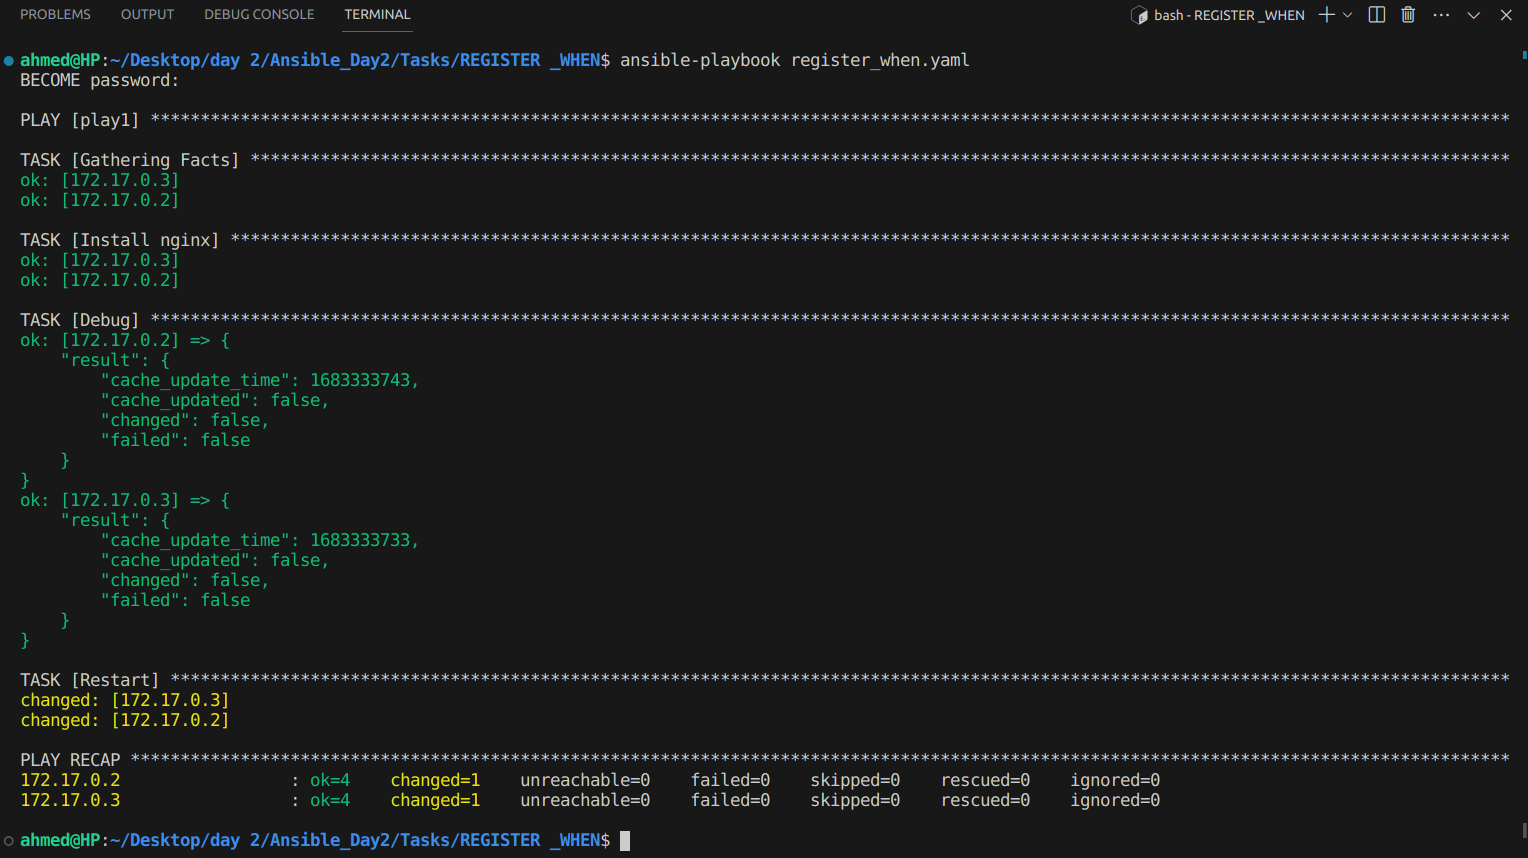 PROBLEMS OUTPUT DEBUG CONSOLE TERMINAL bash - REGISTER _WHEN
ahmed@HP:~/Desktop/day 2/Ansible_Day2/Tasks/REGISTER _WHEN$ ansible-playbook register_when.yaml
BECOME password:
PLAY [play1] ****************************************************************************************************************************************
TASK [Gathering Facts] ******************************************************************************************************************************
ok: [172.17.0.3]
ok: [172.17.0.2]
TASK [Install nginx] ********************************************************************************************************************************
ok: [172.17.0.3]
ok: [172.17.0.2]
TASK [Debug] ****************************************************************************************************************************************
ok: [172.17.0.2] => {
    "result": {
        "cache_update_time": 1683333743,
        "cache_updated": false,
        "changed": false,
        "failed": false
    }
}
ok: [172.17.0.3] => {
    "result": {
        "cache_update_time": 1683333733,
        "cache_updated": false,
        "changed": false,
        "failed": false
    }
}
TASK [Restart] **************************************************************************************************************************************
changed: [172.17.0.3]
changed: [172.17.0.2]
PLAY RECAP ******************************************************************************************************************************************
172.17.0.2                 : ok=4    changed=1    unreachable=0    failed=0    skipped=0    rescued=0    ignored=0
172.17.0.3                 : ok=4    changed=1    unreachable=0    failed=0    skipped=0    rescued=0    ignored=0
ahmed@HP:~/Desktop/day 2/Ansible_Day2/Tasks/REGISTER _WHEN$